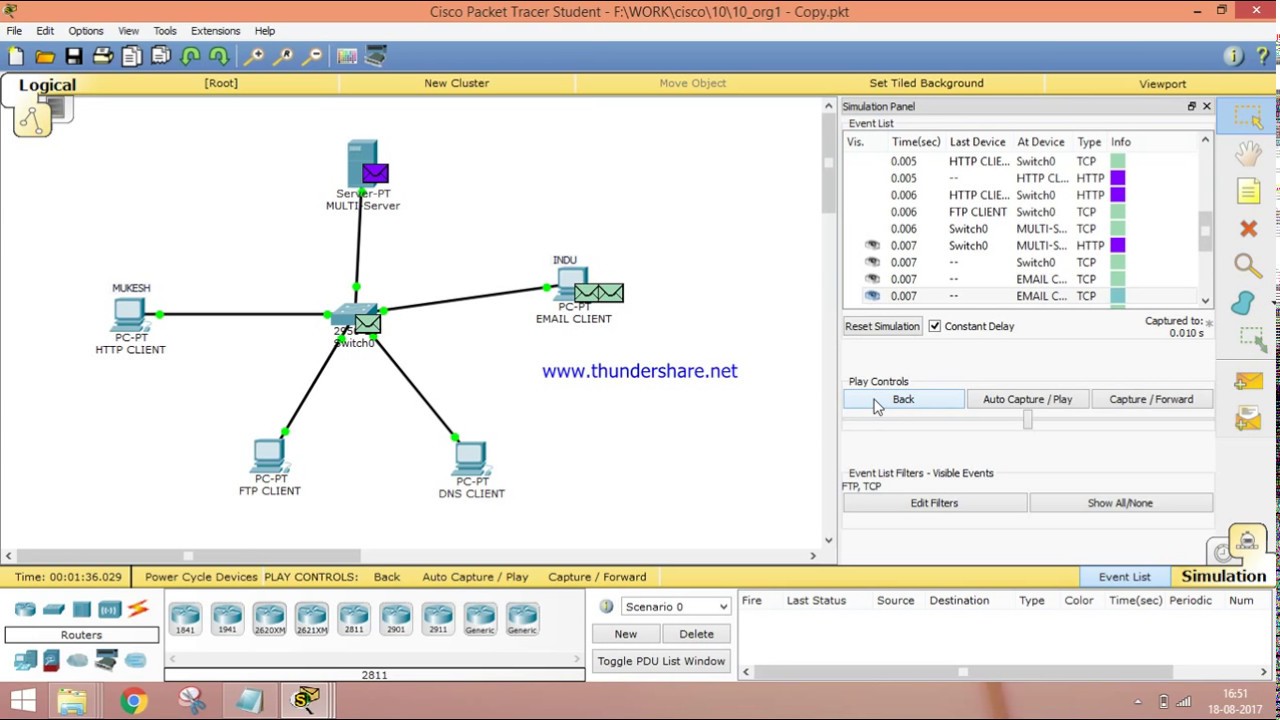 Cisco Packet Tracer Student - F:\WORK\cisco\10\10_org1 - Copy.pkt
File Edit Options View Tools Extensions Help
Logical [Root] New Cluster Move Object Set Tiled Background Viewport
Simulation Panel
Event List
Vis. Time(sec) Last Device At Device Type Info
0.005 HTTP CLIE... Switch0 TCP
0.005 -- HTTP CL... HTTP
0.006 HTTP CLIE... Switch0 HTTP
0.006 FTP CLIENT Switch0 TCP
0.006 Switch0 MULTI-S... TCP
0.007 Switch0 MULTI-S... HTTP
0.007 -- Switch0 TCP
0.007 -- EMAIL C... TCP
0.007 -- EMAIL C... TCP
Reset Simulation Constant Delay Captured to:
0.010 s
Play Controls
Back Auto Capture / Play Capture / Forward
Event List Filters - Visible Events
FTP, TCP
Edit Filters Show All/None
Server-PT
MULTI-Server
MUKESH
PC-PT
HTTP CLIENT
INDU
PC-PT
EMAIL CLIENT
Switch0
www.thundershare.net
PC-PT
FTP CLIENT
PC-PT
DNS CLIENT
Time: 00:01:36.029 Power Cycle Devices PLAY CONTROLS: Back Auto Capture / Play Capture / Forward Event List Simulation
Routers
1841 1941 2620XM 2621XM 2811 2901 2911 Generic Generic
2811
Scenario 0
New Delete
Toggle PDU List Window
Fire Last Status Source Destination Type Color Time(sec) Periodic Num
16:51
18-08-2017